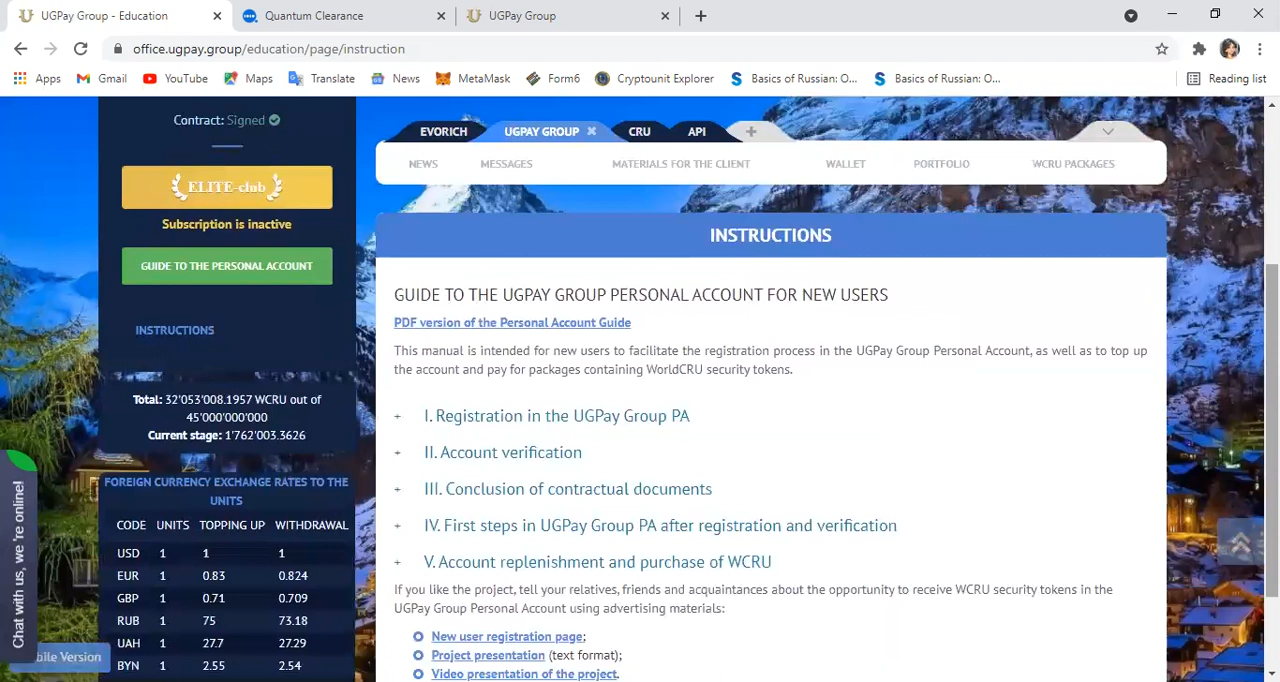 UGPay Group - Education
Quantum Clearance
UGPay Group
office.ugpay.group/education/page/instruction
Apps
Gmail
YouTube
Maps
Translate
News
MetaMask
Form6
Cryptounit Explorer
Basics of Russian: O...
Basics of Russian: O...
Reading list
Contract: Signed
ELITE-club
Subscription is inactive
GUIDE TO THE PERSONAL ACCOUNT
INSTRUCTIONS
Total: 32'053'008.1957 WCRU out of
45'000'000'000
Current stage: 1'762'003.3626
FOREIGN CURRENCY EXCHANGE RATES TO THE
UNITS
CODE UNITS TOPPING UP WITHDRAWAL
USD 1 1 1
EUR 1 0.83 0.824
GBP 1 0.71 0.709
RUB 1 75 73.18
UAH 1 27.7 27.29
BYN 1 2.55 2.54
Chat with us, we're online!
bile Version
EVORICH
UGPAY GROUP
CRU
API
NEWS
MESSAGES
MATERIALS FOR THE CLIENT
WALLET
PORTFOLIO
WCRU PACKAGES
INSTRUCTIONS
GUIDE TO THE UGPAY GROUP PERSONAL ACCOUNT FOR NEW USERS
PDF version of the Personal Account Guide
This manual is intended for new users to facilitate the registration process in the UGPay Group Personal Account, as well as to top up
the account and pay for packages containing WorldCRU security tokens.
+ I. Registration in the UGPay Group PA
+ II. Account verification
+ III. Conclusion of contractual documents
+ IV. First steps in UGPay Group PA after registration and verification
+ V. Account replenishment and purchase of WCRU
If you like the project, tell your relatives, friends and acquaintances about the opportunity to receive WCRU security tokens in the
UGPay Group Personal Account using advertising materials:
New user registration page;
Project presentation (text format);
Video presentation of the project.